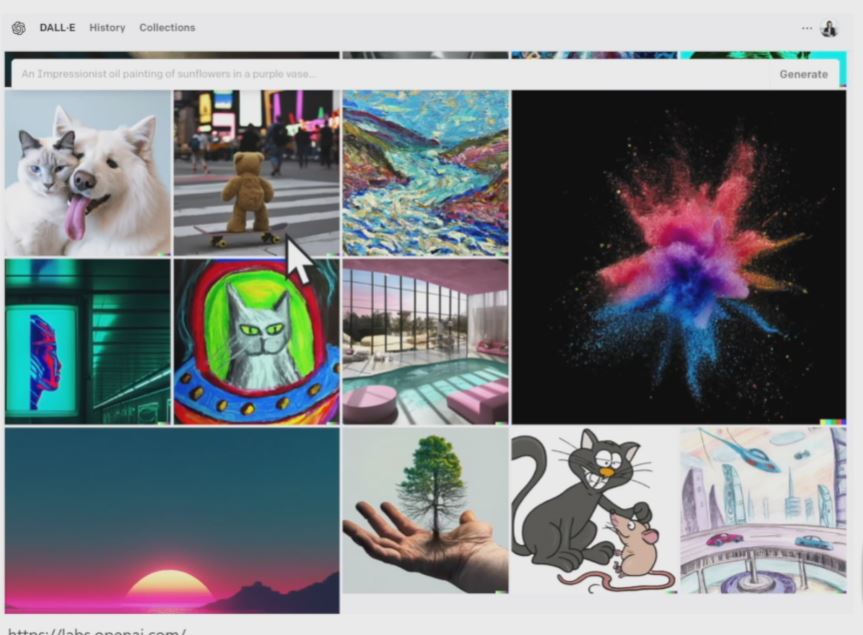 DALL·E History Collections
An Impressionist oil painting of sunflowers in a purple vase...
Generate
https://labs.openai.com/